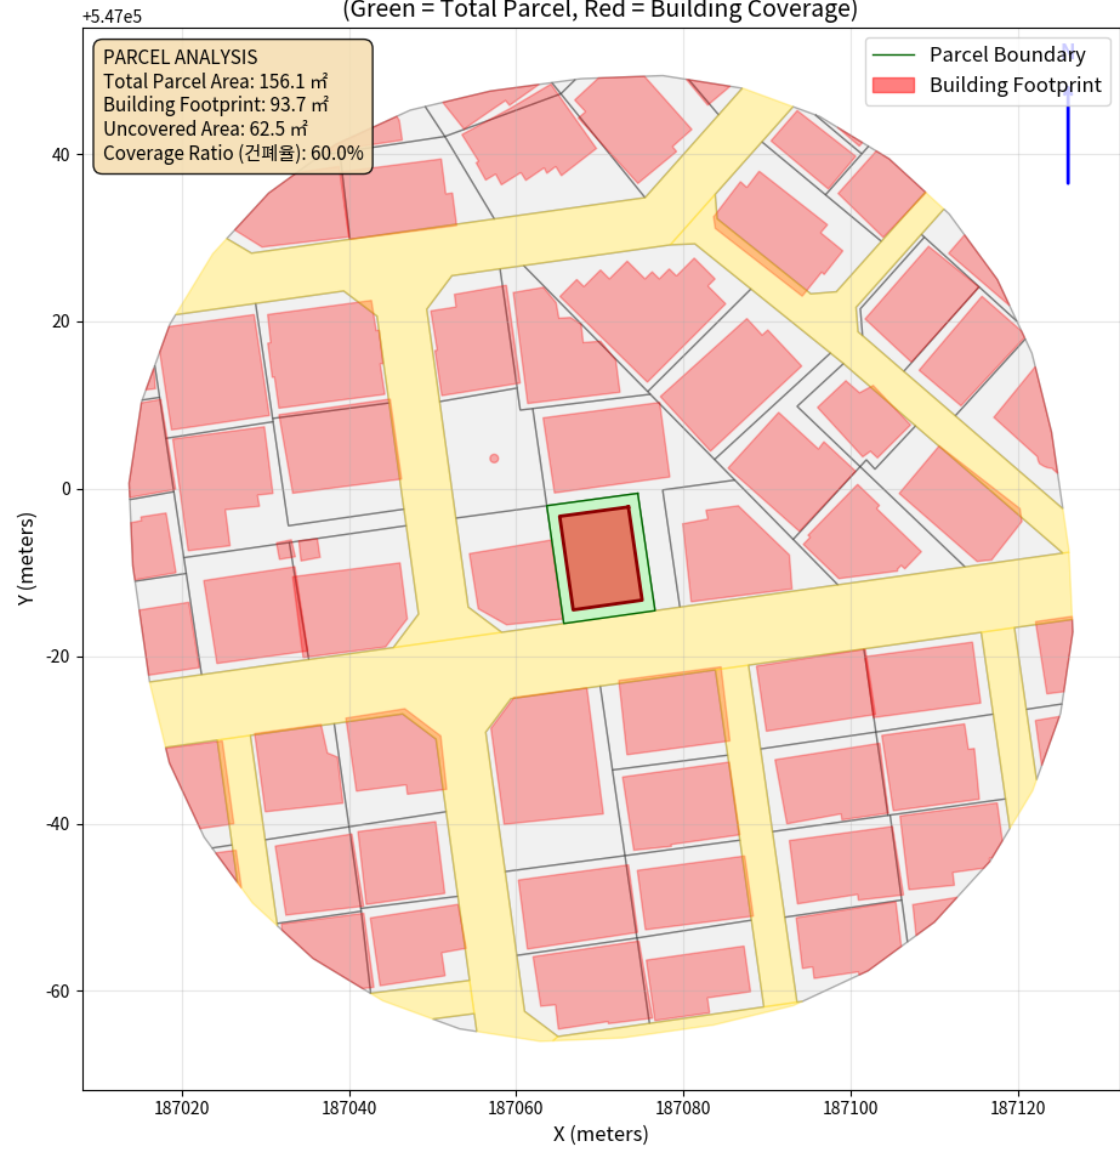 (Green = Total Parcel, Red = Building Coverage)
+5.47e5
PARCEL ANALYSIS
Total Parcel Area: 156.1 ㎡
Building Footprint: 93.7 ㎡
Uncovered Area: 62.5 ㎡
Coverage Ratio (건폐율): 60.0%
Parcel Boundary
Building Footprint
N
40
20
0
-20
-40
-60
Y (meters)
187020 187040 187060 187080 187100 187120
X (meters)